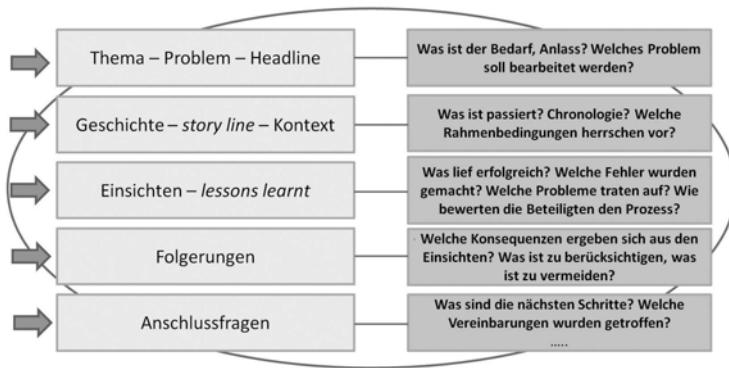 Thema – Problem – Headline
Was ist der Bedarf, Anlass? Welches Problem
soll bearbeitet werden?
Geschichte – story line – Kontext
Was ist passiert? Chronologie? Welche
Rahmenbedingungen herrschen vor?
Einsichten – lessons learnt
Was lief erfolgreich? Welche Fehler wurden
gemacht? Welche Probleme traten auf? Wie
bewerten die Beteiligten den Prozess?
Folgerungen
Welche Konsequenzen ergeben sich aus den
Einsichten? Was ist zu berücksichtigen, was
ist zu vermeiden?
Anschlussfragen
Was sind die nächsten Schritte? Welche
Vereinbarungen wurden getroffen?
.....